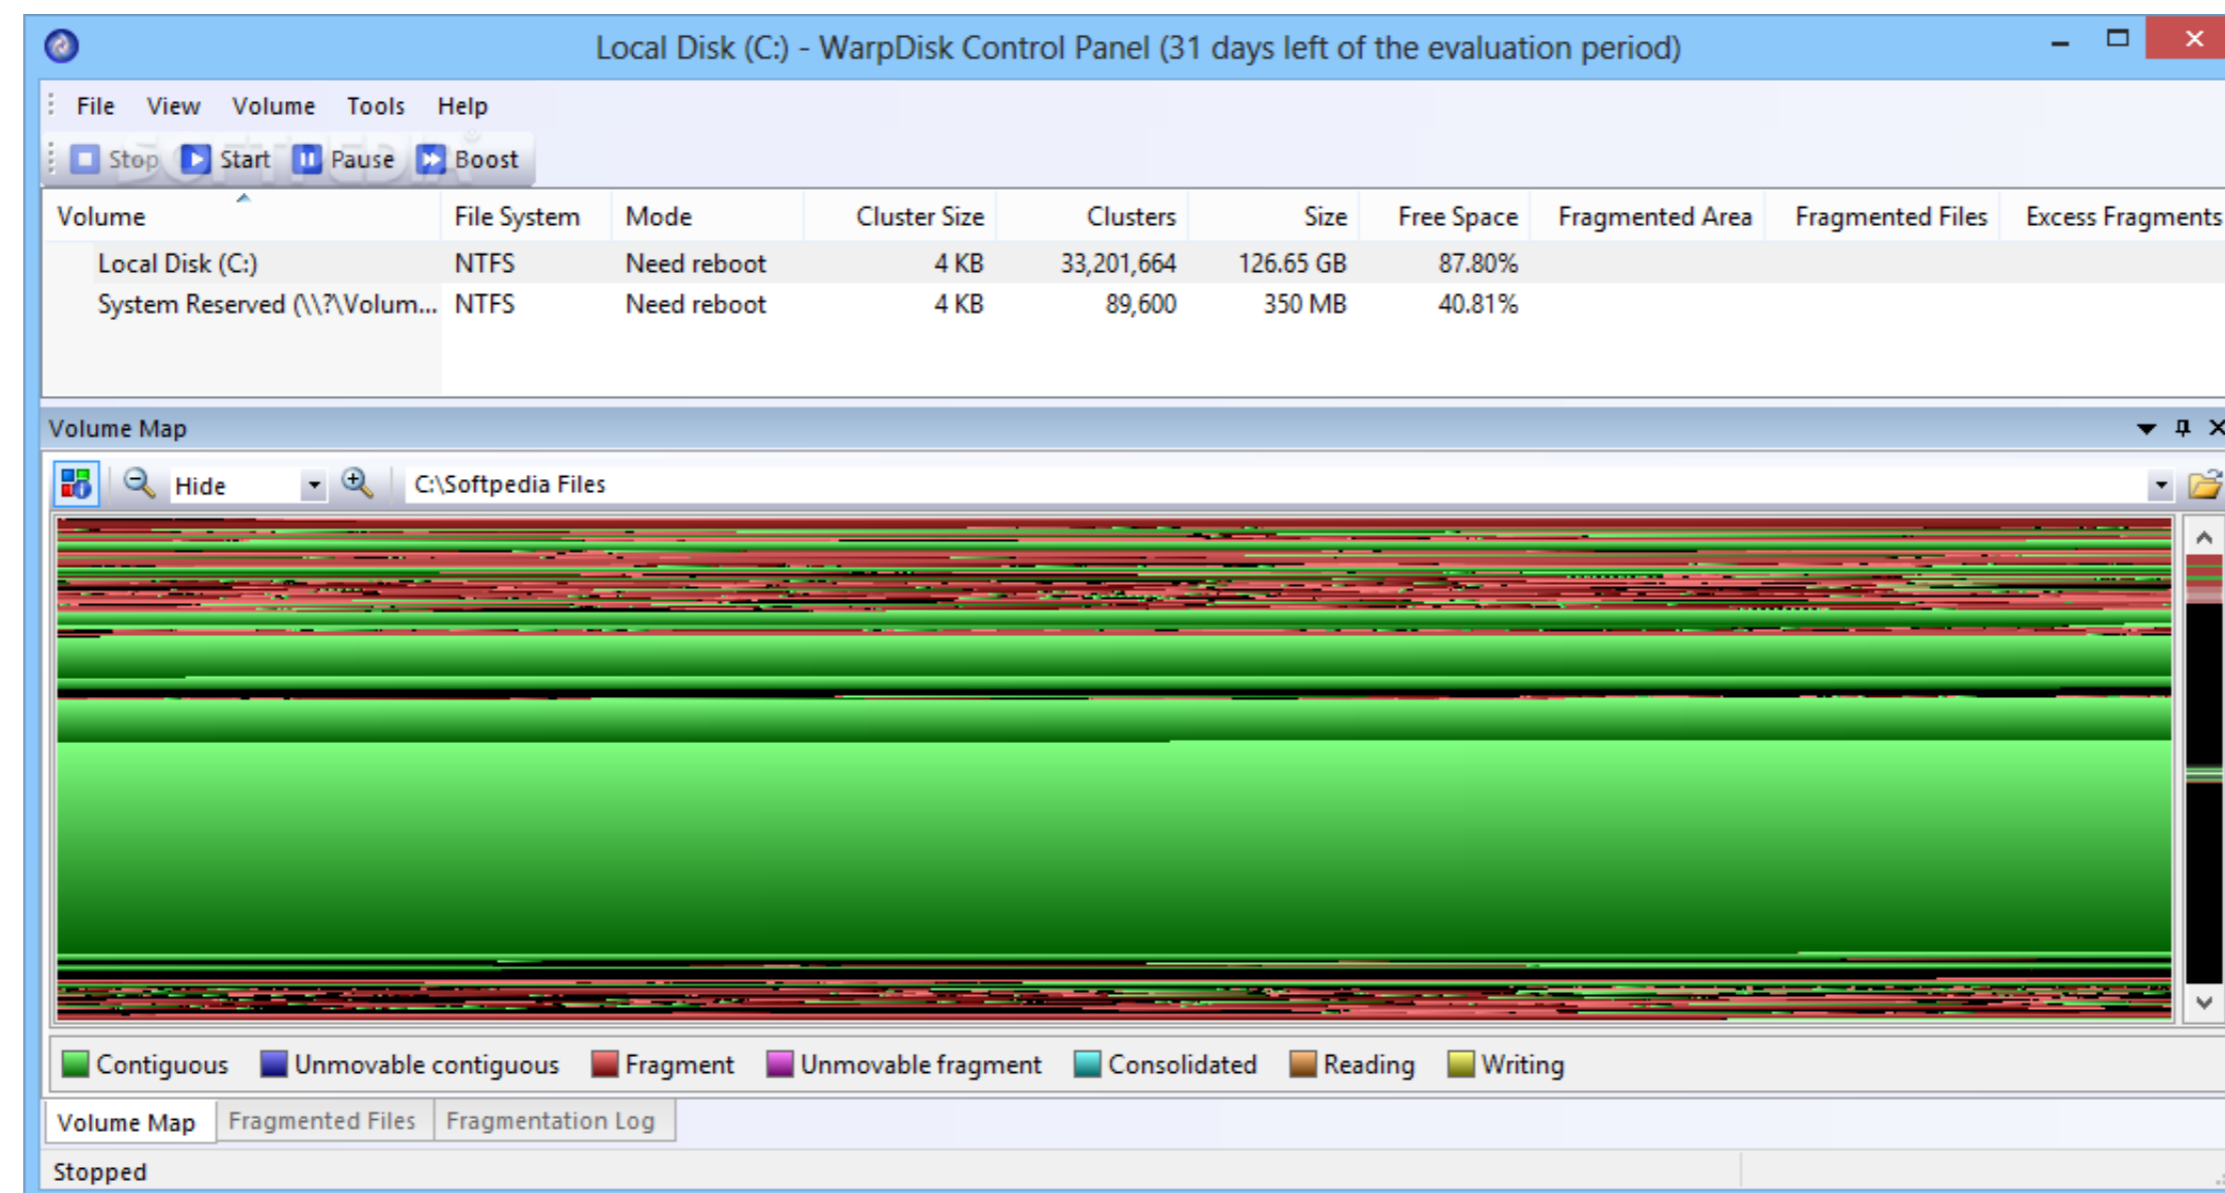 Local Disk (C:) - WarpDisk Control Panel (31 days left of the evaluation period)
File View Volume Tools Help
Stop Start Pause Boost
SOFTPEDIA
Volume File System Mode Cluster Size Clusters Size Free Space Fragmented Area Fragmented Files Excess Fragments
Local Disk (C:) NTFS Need reboot 4 KB 33,201,664 126.65 GB 87.80%
System Reserved (\\?\Volum... NTFS Need reboot 4 KB 89,600 350 MB 40.81%
Volume Map
Hide C:\Softpedia Files
Contiguous Unmovable contiguous Fragment Unmovable fragment Consolidated Reading Writing
Volume Map Fragmented Files Fragmentation Log
Stopped